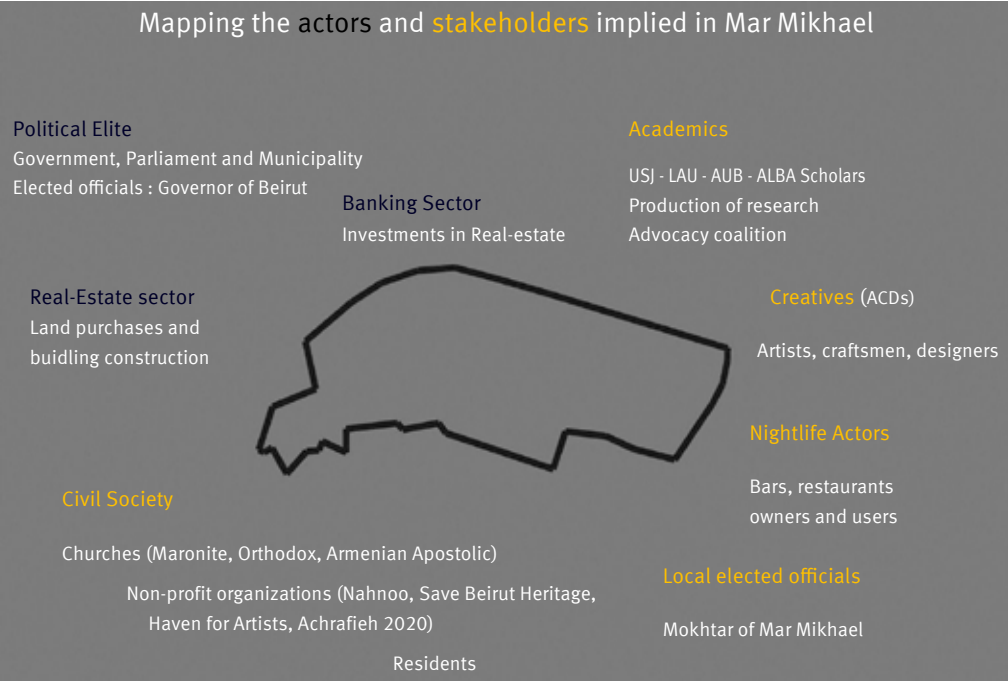 Mapping the actors and stakeholders implied in Mar Mikhael
Political Elite
Government, Parliament and Municipality
Elected officials : Governor of Beirut
Banking Sector
Investments in Real-estate
Academics
USJ - LAU - AUB - ALBA Scholars
Production of research
Advocacy coalition
Real-Estate sector
Land purchases and
buidling construction
Creatives (ACDs)
Artists, craftsmen, designers
Nightlife Actors
Bars, restaurants
owners and users
Civil Society
Churches (Maronite, Orthodox, Armenian Apostolic)
Non-profit organizations (Nahnoo, Save Beirut Heritage,
Haven for Artists, Achrafieh 2020)
Residents
Local elected officials
Mokhtar of Mar Mikhael